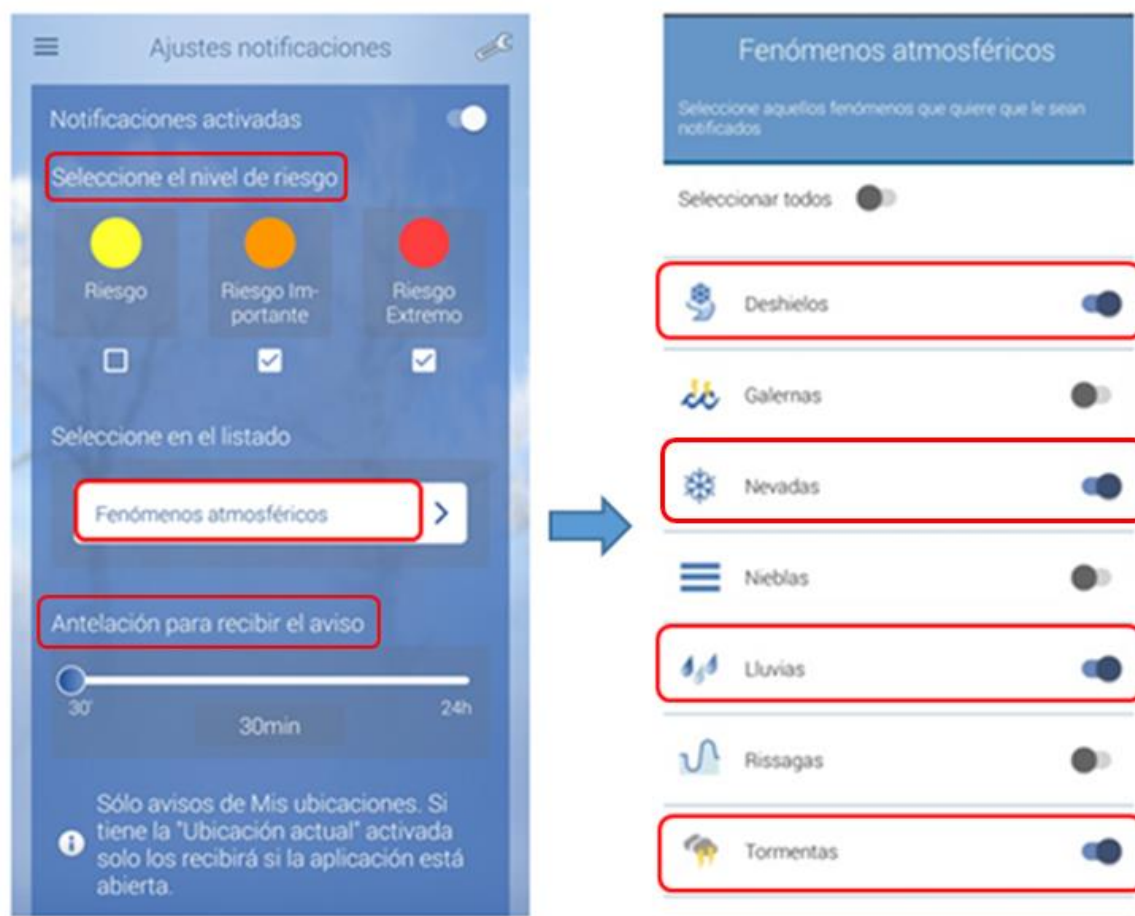 Ajustes notificaciones
Notificaciones activadas
Seleccione el nivel de riesgo
Riesgo
Riesgo Im-
portante
Riesgo
Extremo
Seleccione en el listado
Fenómenos atmosféricos
Antelación para recibir el aviso
30'
24h
30min
Sólo avisos de Mis ubicaciones. Si
tiene la "Ubicación actual" activada
solo los recibirá si la aplicación está
abierta.
Fenómenos atmosféricos
Seleccione aquellos fenómenos que quiere que le sean
notificados
Seleccionar todos
Deshielos
Galernas
Nevadas
Nieblas
Lluvias
Rissagas
Tormentas